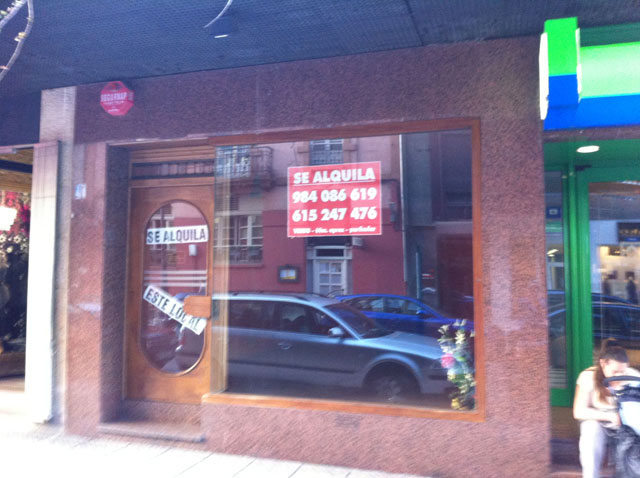 SE ALQUILA
984 086 619
615 247 476
SE ALQUILA
ESTE LOCAL